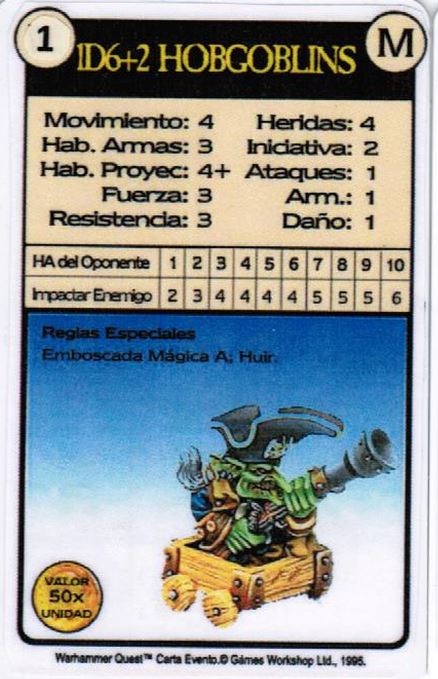 1
M
1D6+2 HOBGOBLINS
Movimiento: 4 Heridas: 4
Hab. Armas: 3 Iniciativa: 2
Hab. Proyec: 4+ Ataques: 1
Fuerza: 3 Arm.: 1
Resistencia: 3 Daño: 1
HA del Oponente 1 2 3 4 5 6 7 8 9 10
Impactar Enemigo 2 3 4 4 4 4 5 5 5 6
Reglas Especiales
Emboscada Mágica A; Huir.
VALOR
50x
UNIDAD
Warhammer Quest™ Carta Evento.© Games Workshop Ltd., 1995.